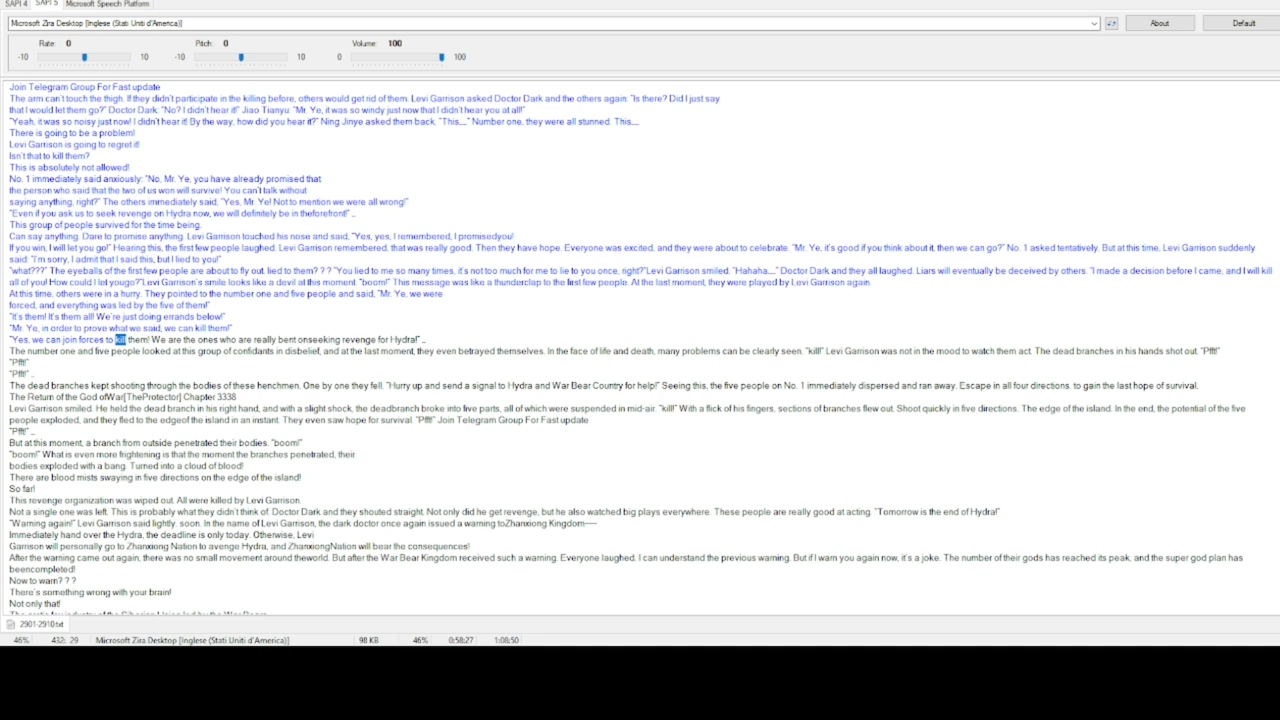 SAPI 4 SAPI 5 Microsoft Speech Platform
Microsoft Zira Desktop [Inglese (Stati Uniti d'America)] About Default
Rate: 0 Pitch: 0 Volume: 100
-10 10 -10 10 0 100
Join Telegram Group For Fast update
The arm can't touch the thigh. If they didn't participate in the killing before, others would get rid of them. Levi Garrison asked Doctor Dark and the others again: "Is there? Did I just say
that I would let them go?" Doctor Dark: "No? I didn't hear it!" Jiao Tianyu: "Mr. Ye, it was so windy just now that I didn't hear you at all!"
"Yeah, it was so noisy just now! I didn't hear it! By the way, how did you hear it?" Ning Jinye asked them back. "This....." Number one, they were all stunned. This.....
There is going to be a problem!
Levi Garrison is going to regret it!
Isn't that to kill them?
This is absolutely not allowed!
No. 1 immediately said anxiously: "No, Mr. Ye, you have already promised that
the person who said that the two of us won will survive! You can't talk without
saying anything, right?" The others immediately said, "Yes, Mr. Ye! Not to mention we were all wrong!"
"Even if you ask us to seek revenge on Hydra now, we will definitely be in theforefront!" ..
This group of people survived for the time being.
Can say anything. Dare to promise anything. Levi Garrison touched his nose and said, "Yes, yes, I remembered, I promisedyou!
If you win, I will let you go!" Hearing this, the first few people laughed. Levi Garrison remembered, that was really good. Then they have hope. Everyone was excited, and they were about to celebrate. "Mr. Ye, it's good if you think about it, then we can go?" No. 1 asked tentatively. But at this time, Levi Garrison suddenly
said: "I'm sorry, I admit that I said this, but I lied to you!"
"what???" The eyeballs of the first few people are about to fly out. lied to them? ? ? "You lied to me so many times, it's not too much for me to lie to you once, right?"Levi Garrison smiled. "Hahaha....." Doctor Dark and they all laughed. Liars will eventually be deceived by others. "I made a decision before I came, and I will kill
all of you! How could I let yougo?"Levi Garrison's smile looks like a devil at this moment. "boom!" This message was like a thunderclap to the first few people. At the last moment, they were played by Levi Garrison again.
At this time, others were in a hurry. They pointed to the number one and five people and said, "Mr. Ye, we were
forced, and everything was led by the five of them!"
"It's them! It's them all! We're just doing errands below!"
"Mr. Ye, in order to prove what we said, we can kill them!"
"Yes, we can join forces to kill them! We are the ones who are really bent onseeking revenge for Hydra!" ..
The number one and five people looked at this group of confidants in disbelief, and at the last moment, they even betrayed themselves. In the face of life and death, many problems can be clearly seen. "kill!" Levi Garrison was not in the mood to watch them act. The dead branches in his hands shot out. "Pfft!"
"Pfft!"
"Pfft!" ..
The dead branches kept shooting through the bodies of these henchmen. One by one they fell. "Hurry up and send a signal to Hydra and War Bear Country for help!" Seeing this, the five people on No. 1 immediately dispersed and ran away. Escape in all four directions. to gain the last hope of survival.
The Return of the God ofWar[TheProtector] Chapter 3338
Levi Garrison smiled. He held the dead branch in his right hand, and with a slight shock, the deadbranch broke into five parts, all of which were suspended in mid-air. "kill!" With a flick of his fingers, sections of branches flew out. Shoot quickly in five directions. The edge of the island. In the end, the potential of the five
people exploded, and they fled to the edgeof the island in an instant. They even saw hope for survival. "Pfft!" Join Telegram Group For Fast update
"Pfft!" ..
But at this moment, a branch from outside penetrated their bodies. "boom!"
"boom!" What is even more frightening is that the moment the branches penetrated, their
bodies exploded with a bang. Turned into a cloud of blood!
There are blood mists swaying in five directions on the edge of the island!
So far!
This revenge organization was wiped out. All were killed by Levi Garrison.
Not a single one was left. This is probably what they didn't think of. Doctor Dark and they shouted straight. Not only did he get revenge, but he also watched big plays everywhere. These people are really good at acting. "Tomorrow is the end of Hydra!"
"Warning again!" Levi Garrison said lightly. soon. In the name of Levi Garrison, the dark doctor once again issued a warning toZhanxiong Kingdom----
Immediately hand over the Hydra, the deadline is only today. Otherwise, Levi
Garrison will personally go to Zhanxiong Nation to avenge Hydra, and ZhanxiongNation will bear the consequences!
After the warning came out again, there was no small movement around theworld. But after the War Bear Kingdom received such a warning. Everyone laughed. I can understand the previous warning. But if I warn you again now, it's a joke. The number of their gods has reached its peak, and the super god plan has
beencompleted!
Now to warn? ? ?
There's something wrong with your brain!
Not only that!
2901-2910.txt
46% 432: 29 Microsoft Zira Desktop [Inglese (Stati Uniti d'America)] 98 KB 46% 0:58:27 1:08:50